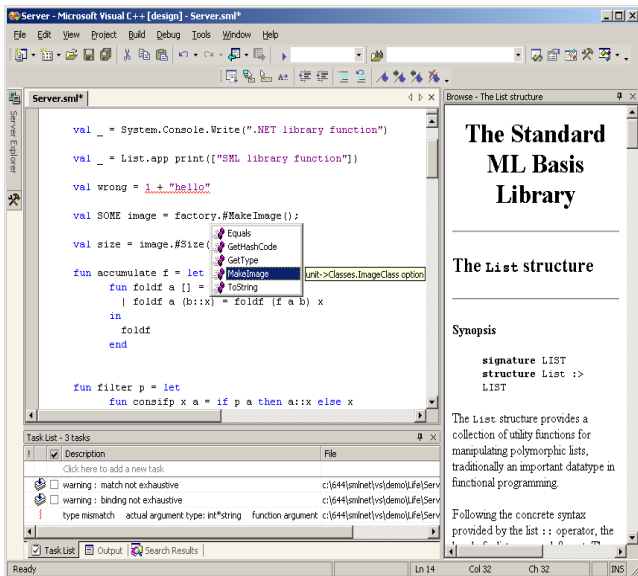 Server - Microsoft Visual C++ [design] - Server.sml*
File Edit View Project Build Debug Tools Window Help
Server Explorer
Server.sml*
val _ = System.Console.Write(".NET library function")
val _ = List.app print(["SML library function"])
val wrong = 1 + "hello"
val SOME image = factory.#MakeImage();
val size = image.#Size(
Equals
GetHashCode
GetType
MakeImage
ToString
unit->Classes.ImageClass option
fun accumulate f = let
fun foldf a [] =
| foldf a (b::x) = foldf (f a b) x
in
foldf
end
fun filter p = let
fun consifp x a = if p a then a::x else x
Browse - The List structure
The Standard
ML Basis
Library
The List structure
Synopsis
signature LIST
structure List :>
LIST
The List structure provides a
collection of utility functions for
manipulating polymorphic lists,
traditionally an important datatype in
functional programming.
Following the concrete syntax
provided by the list :: operator, the
Task List - 3 tasks
! Description File
Click here to add a new task
warning : match not exhaustive c:\644\smlnet\vs\demo\Life\Serv
warning : binding not exhaustive c:\644\smlnet\vs\demo\Life\Serv
type mismatch actual argument type: int*string function argument c:\644\smlnet\vs\demo\Life\Serv
Task List Output Search Results
Ready Ln 14 Col 32 Ch 32 INS